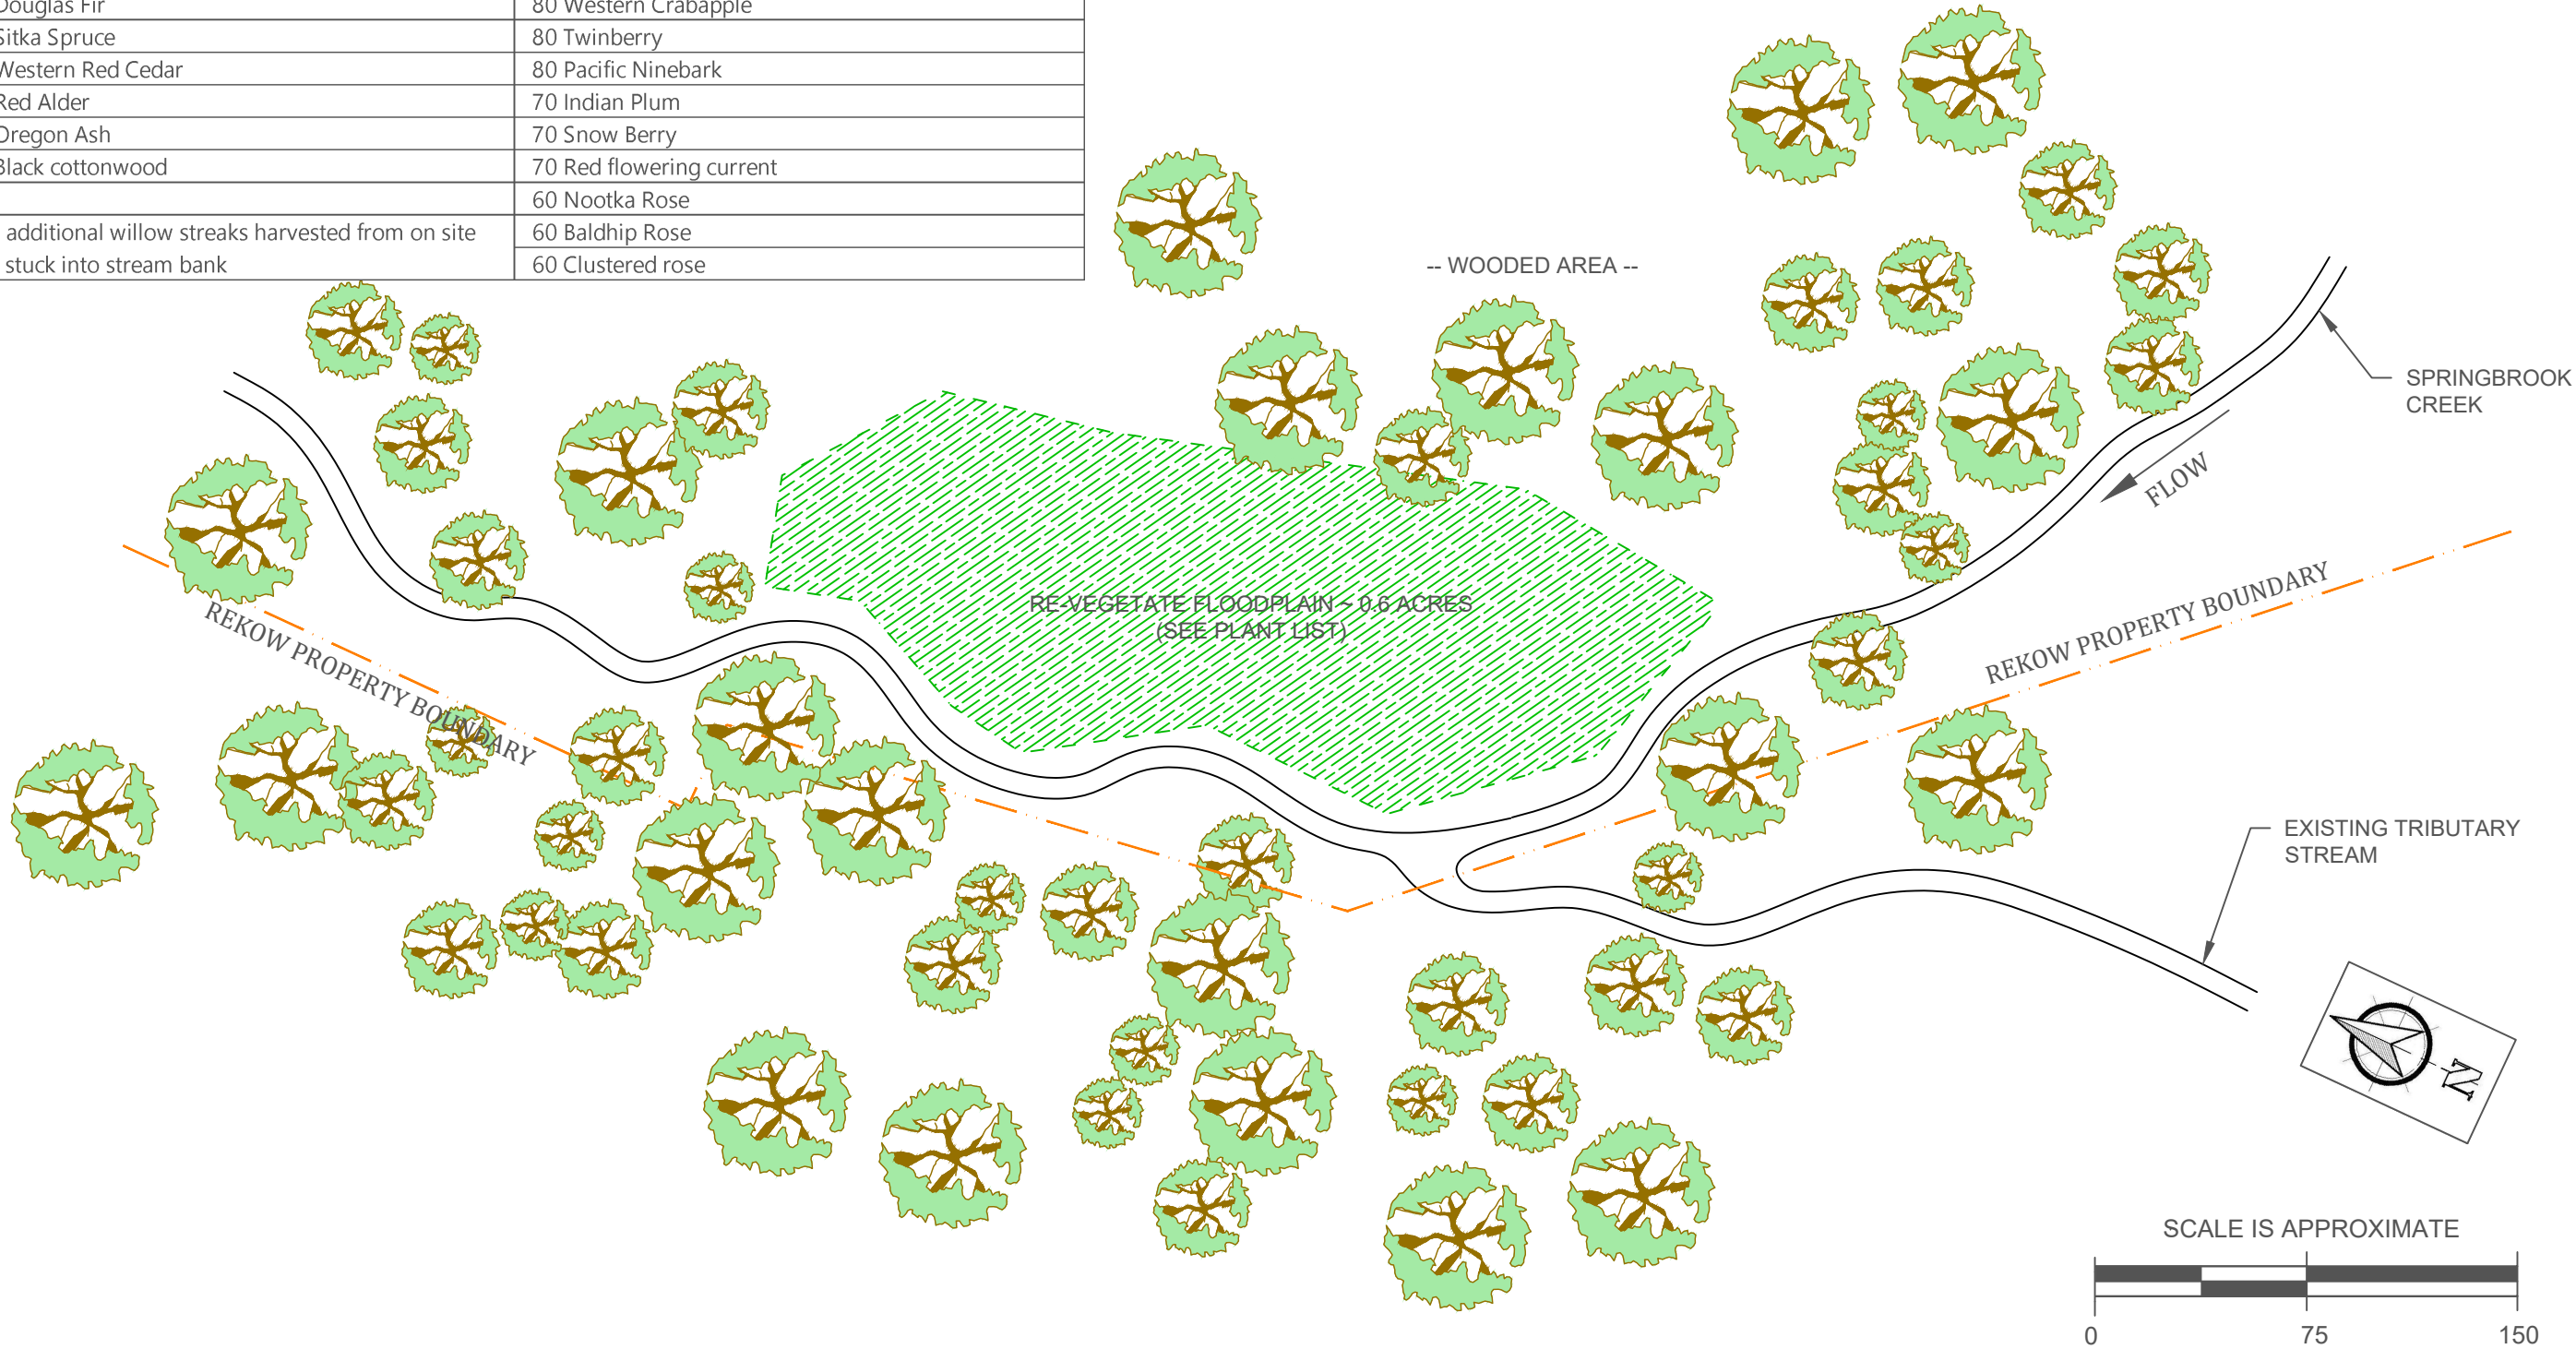 Douglas Fir
80 Western Crabapple
Sitka Spruce
80 Twinberry
Western Red Cedar
80 Pacific Ninebark
Red Alder
70 Indian Plum
Oregon Ash
70 Snow Berry
Black cottonwood
70 Red flowering current
60 Nootka Rose
additional willow streaks harvested from on site
stuck into stream bank
60 Baldhip Rose
60 Clustered rose
-- WOODED AREA --
SPRINGBROOK
CREEK
FLOW
RE-VEGETATE FLOODPLAIN ~ 0.6 ACRES
(SEE PLANT LIST)
REKOW PROPERTY BOUNDARY
REKOW PROPERTY BOUNDARY
EXISTING TRIBUTARY
STREAM
N
SCALE IS APPROXIMATE
0 75 150